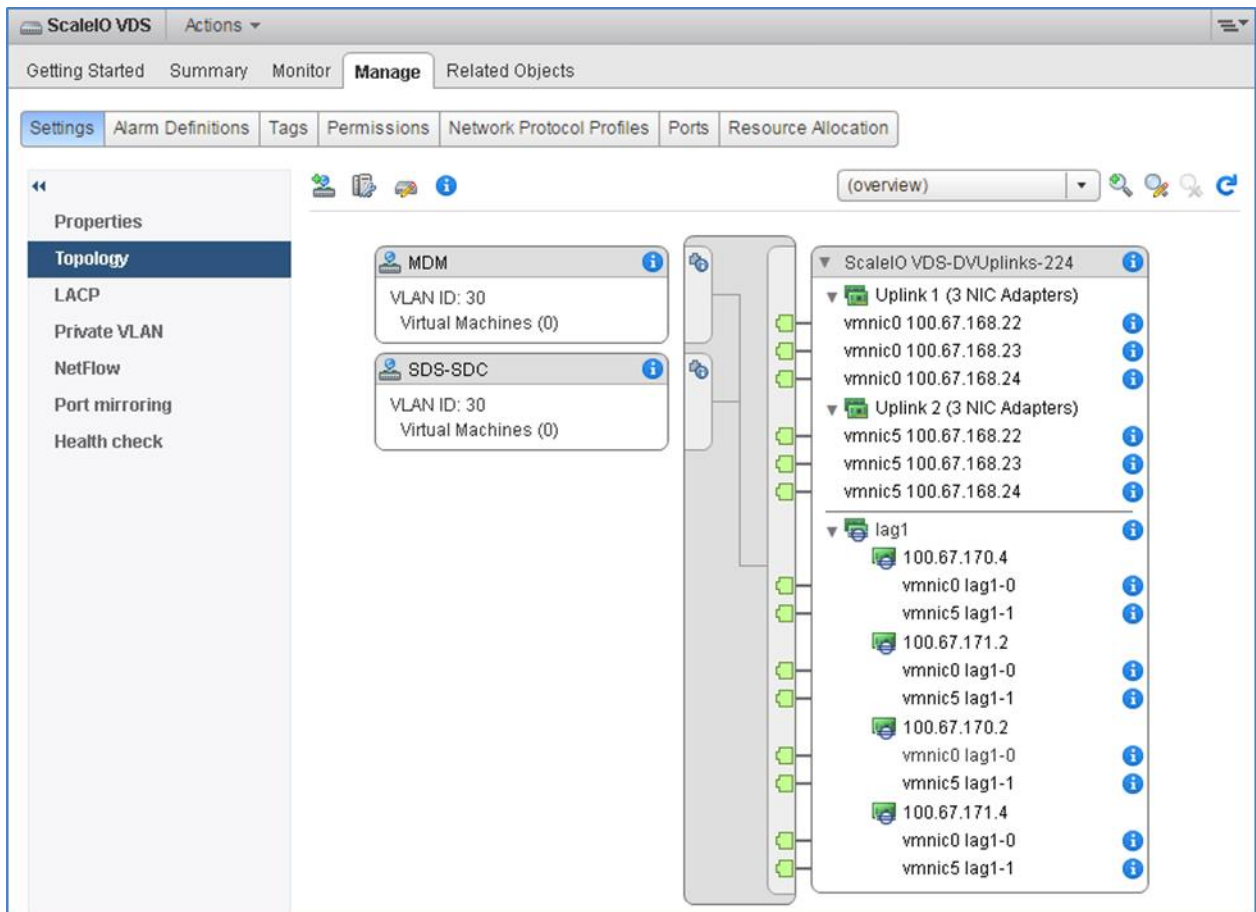 ScaleIO VDS Actions
Getting Started Summary Monitor Manage Related Objects
Settings Alarm Definitions Tags Permissions Network Protocol Profiles Ports Resource Allocation
Properties
Topology
LACP
Private VLAN
NetFlow
Port mirroring
Health check
(overview)
MDM
VLAN ID: 30
Virtual Machines (0)
SDS-SDC
VLAN ID: 30
Virtual Machines (0)
ScaleIO VDS-DVUplinks-224
Uplink 1 (3 NIC Adapters)
vmnic0 100.67.168.22
vmnic0 100.67.168.23
vmnic0 100.67.168.24
Uplink 2 (3 NIC Adapters)
vmnic5 100.67.168.22
vmnic5 100.67.168.23
vmnic5 100.67.168.24
lag1
100.67.170.4
vmnic0 lag1-0
vmnic5 lag1-1
100.67.171.2
vmnic0 lag1-0
vmnic5 lag1-1
100.67.170.2
vmnic0 lag1-0
vmnic5 lag1-1
100.67.171.4
vmnic0 lag1-0
vmnic5 lag1-1